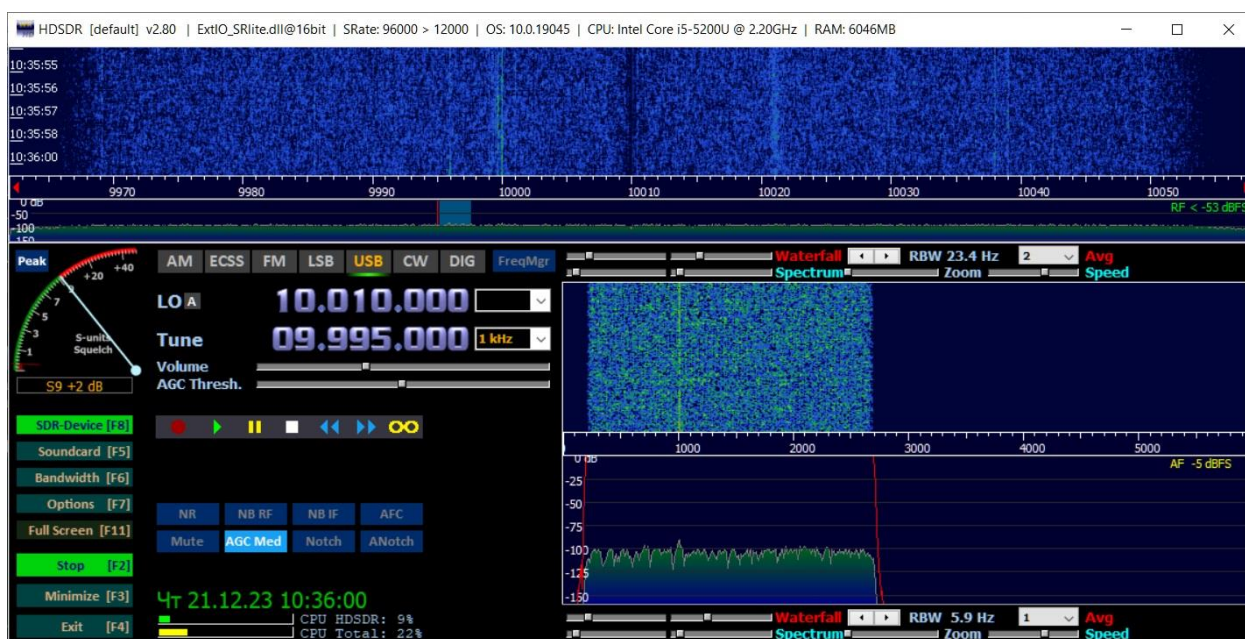 HDSDR [default] v2.80 | ExtIO_SRlite.dll@16bit | SRate: 96000 > 12000 | OS: 10.0.19045 | CPU: Intel Core i5-5200U @ 2.20GHz | RAM: 6046MB
10:35:55
10:35:56
10:35:57
10:35:58
10:36:00
9970 9980 9990 10000 10010 10020 10030 10040 10050
0 dB
-50
-100
-150
RF < -53 dBFS
Peak
+20 +40
9
7
5
3
1
S-units
Squelch
S9 +2 dB
AM ECSS FM LSB USB CW DIG FreqMgr
LO A 10.010.000
Tune 09.995.000 1 kHz
Volume
AGC Thresh.
SDR-Device [F8]
Soundcard [F5]
Bandwidth [F6]
Options [F7]
Full Screen [F11]
Stop [F2]
Minimize [F3]
Exit [F4]
NR NB RF NB IF AFC
Mute AGC Med Notch ANotch
Чт 21.12.23 10:36:00
CPU HDSDR: 9%
CPU Total: 22%
Waterfall RBW 23.4 Hz 2 Avg
Spectrum Zoom Speed
1000 2000 3000 4000 5000
0 dB
-25
-50
-75
-100
-125
-150
AF -5 dBFS
Waterfall RBW 5.9 Hz 1 Avg
Spectrum Zoom Speed